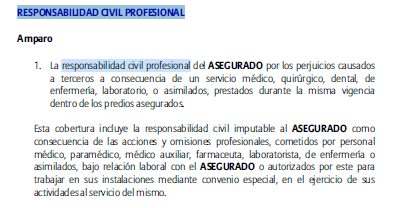 RESPONSABILIDAD CIVIL PROFESIONAL
Amparo
1. La responsabilidad civil profesional del ASEGURADO por los perjuicios causados
a terceros a consecuencia de un servicio médico, quirúrgico, dental, de
enfermería, laboratorio, o asimilados, prestados durante la misma vigencia
dentro de los predios asegurados.
Esta cobertura incluye la responsabilidad civil imputable al ASEGURADO como
consecuencia de las acciones y omisiones profesionales, cometidos por personal
médico, paramédico, médico auxiliar, farmaceuta, laboratorista, de enfermería o
asimilados, bajo relación laboral con el ASEGURADO o autorizados por este para
trabajar en sus instalaciones mediante convenio especial, en el ejercicio de sus
actividades al servicio del mismo.